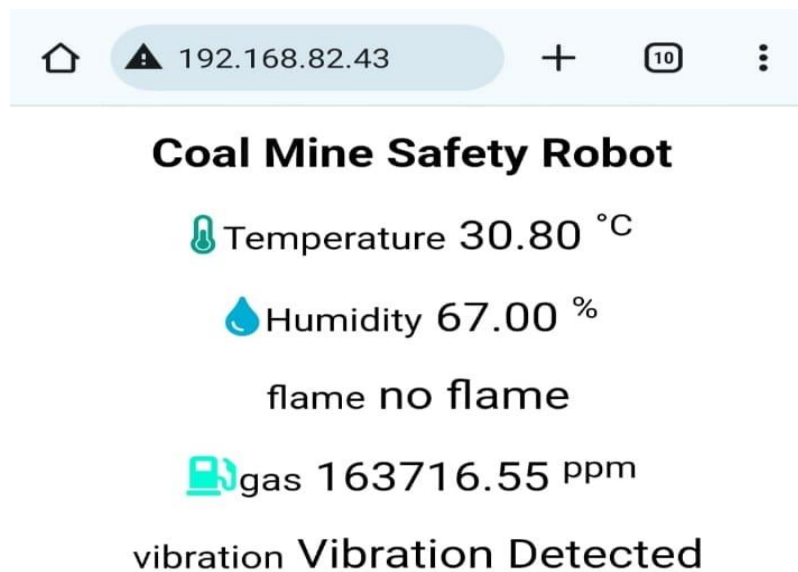 192.168.82.43
10
Coal Mine Safety Robot
Temperature 30.80 °C
Humidity 67.00 %
flame no flame
gas 163716.55 ppm
vibration Vibration Detected